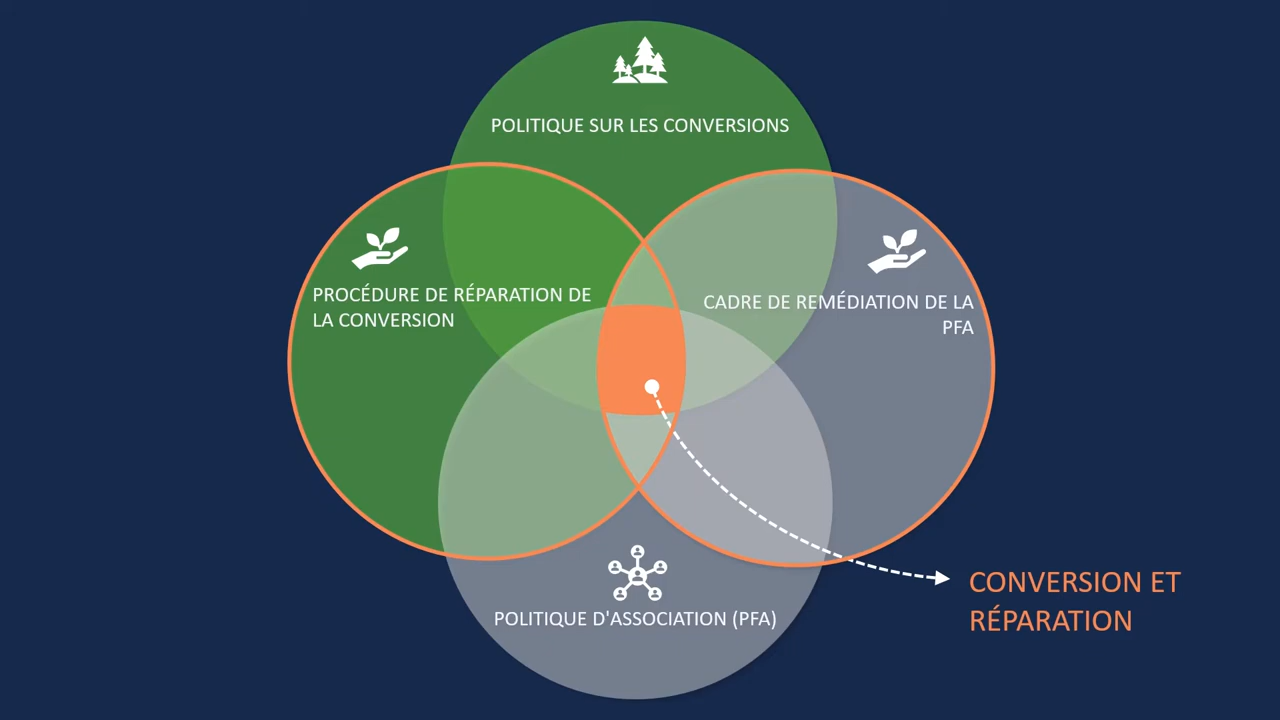 POLITIQUE SUR LES CONVERSIONS
PROCÉDURE DE RÉPARATION DE
LA CONVERSION
CADRE DE REMÉDIATION DE LA
PFA
POLITIQUE D'ASSOCIATION (PFA)
CONVERSION ET
RÉPARATION